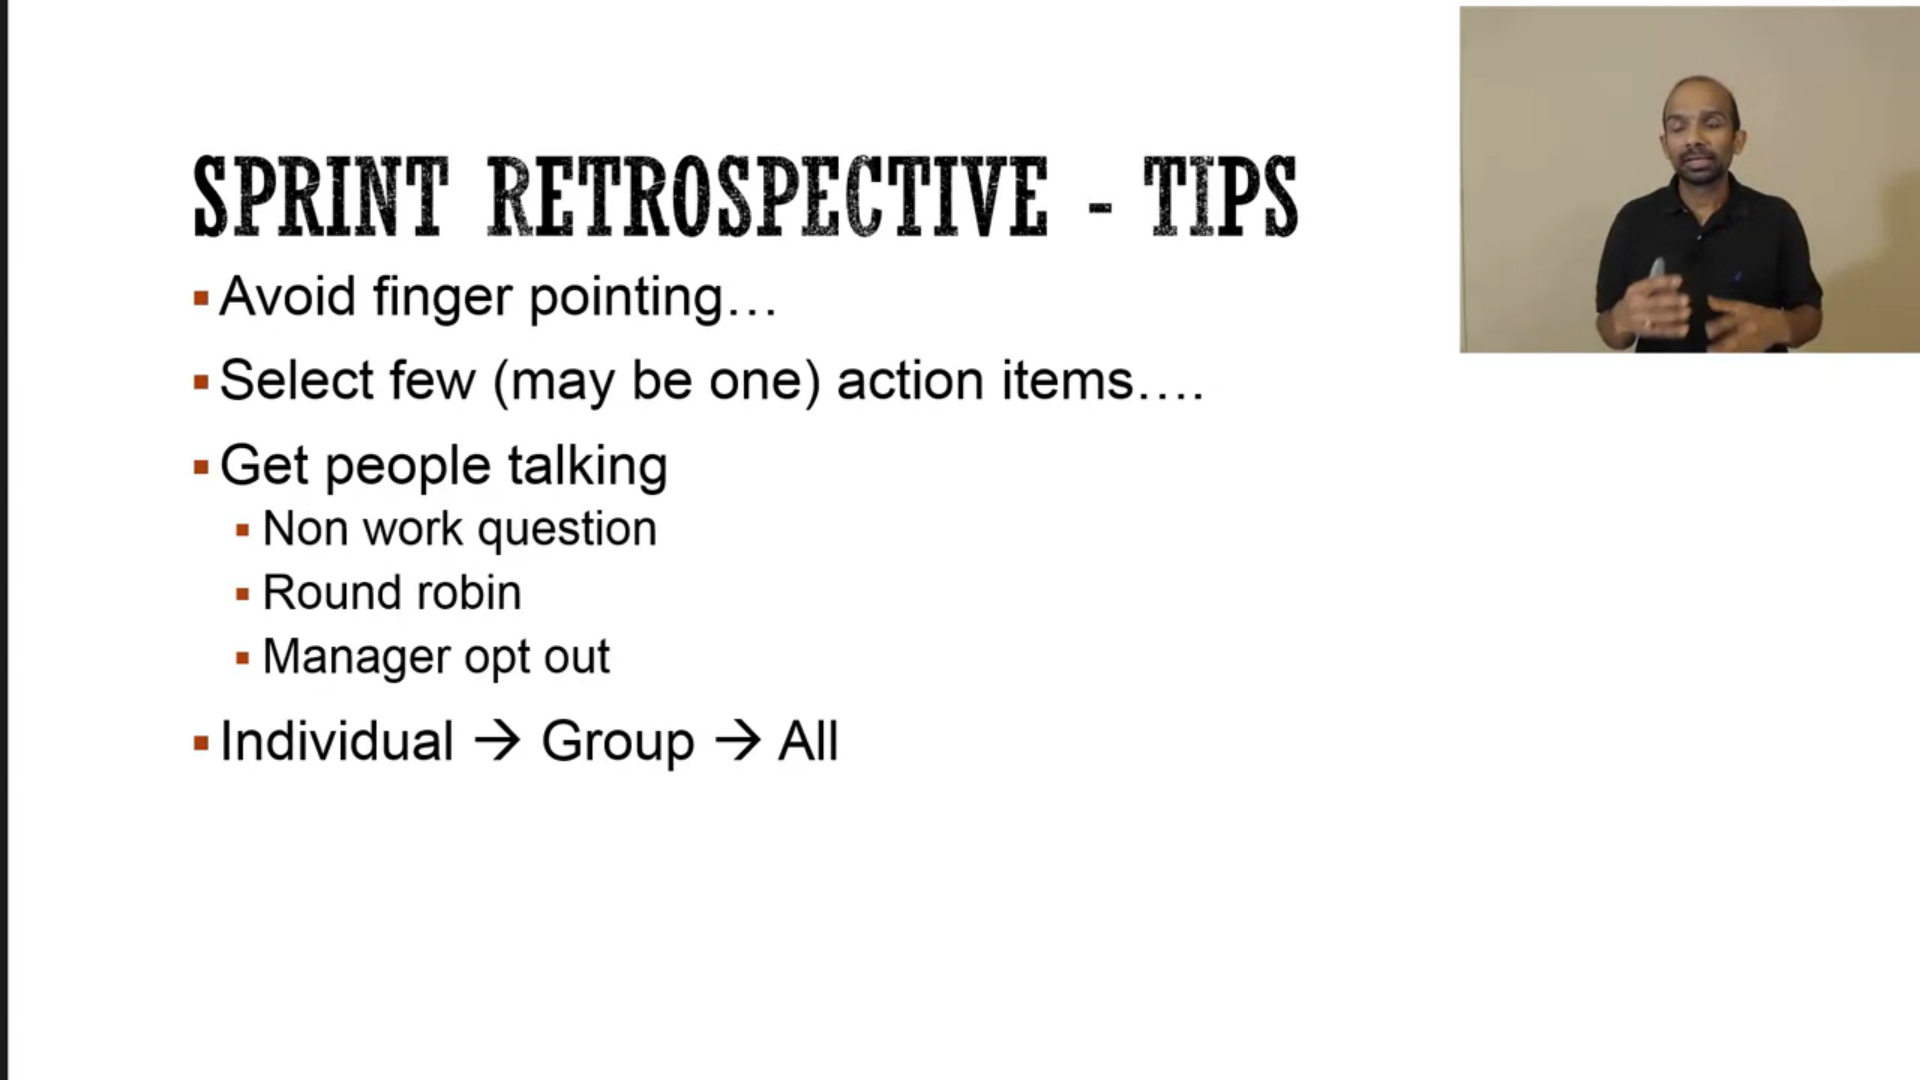 SPRINT RETROSPECTIVE - TIPS
▪ Avoid finger pointing…
▪ Select few (may be one) action items….
▪ Get people talking
▪ Non work question
▪ Round robin
▪ Manager opt out
▪ Individual → Group → All